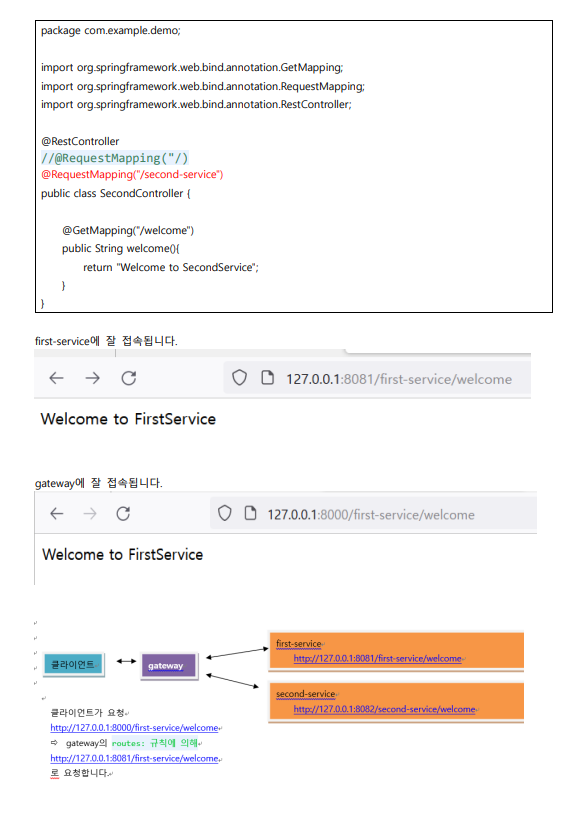 package com.example.demo;
import org.springframework.web.bind.annotation.GetMapping;
import org.springframework.web.bind.annotation.RequestMapping;
import org.springframework.web.bind.annotation.RestController;
@RestController
//@RequestMapping("/)
@RequestMapping("/second-service")
public class SecondController {
@GetMapping("/welcome")
public String welcome(){
return "Welcome to SecondService";
}
}
first-service에 잘 접속됩니다.
127.0.0.1:8081/first-service/welcome
Welcome to FirstService
gateway에 잘 접속됩니다.
127.0.0.1:8000/first-service/welcome
Welcome to FirstService
클라이언트
gateway
first-service
http://127.0.0.1:8081/first-service/welcome
second-service
http://127.0.0.1:8082/second-service/welcome
클라이언트가 요청
http://127.0.0.1:8000/first-service/welcome
⇨ gateway의 routes: 규칙에 의해
http://127.0.0.1:8081/first-service/welcome
로 요청합니다.